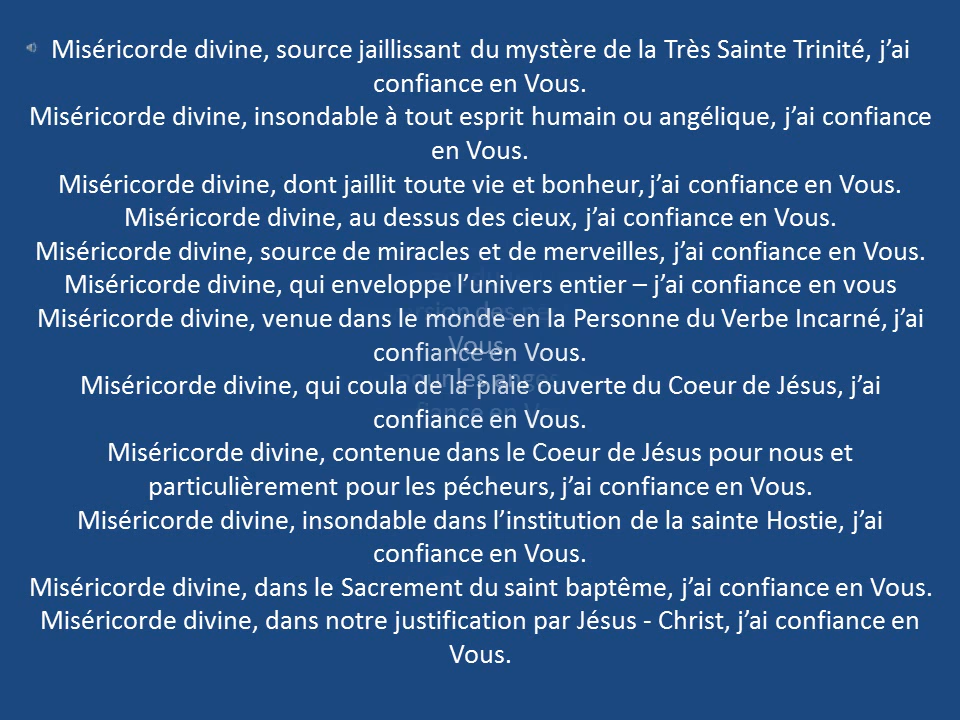 Miséricorde divine, source jaillissant du mystère de la Très Sainte Trinité, j’ai
confiance en Vous.
Miséricorde divine, insondable à tout esprit humain ou angélique, j’ai confiance
en Vous.
Miséricorde divine, dont jaillit toute vie et bonheur, j’ai confiance en Vous.
Miséricorde divine, au dessus des cieux, j’ai confiance en Vous.
Miséricorde divine, source de miracles et de merveilles, j’ai confiance en Vous.
Miséricorde divine, qui enveloppe l’univers entier – j’ai confiance en vous
Miséricorde divine, venue dans le monde en la Personne du Verbe Incarné, j’ai
confiance en Vous.
Miséricorde divine, qui coula de la plaie ouverte du Coeur de Jésus, j’ai
confiance en Vous.
Miséricorde divine, contenue dans le Coeur de Jésus pour nous et
particulièrement pour les pécheurs, j’ai confiance en Vous.
Miséricorde divine, insondable dans l’institution de la sainte Hostie, j’ai
confiance en Vous.
Miséricorde divine, dans le Sacrement du saint baptême, j’ai confiance en Vous.
Miséricorde divine, dans notre justification par Jésus - Christ, j’ai confiance en
Vous.